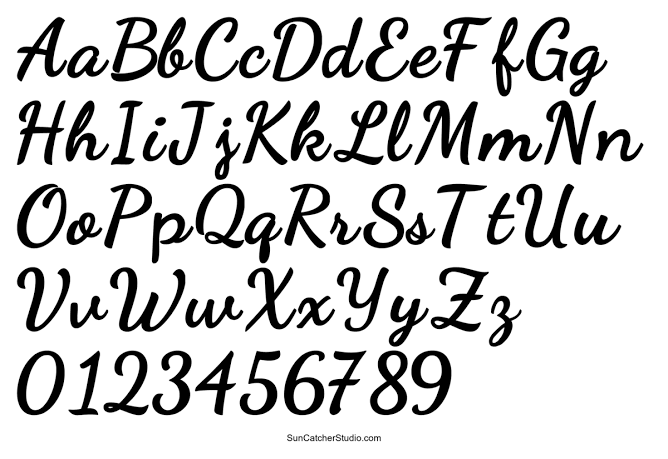 AaBbCcDdEeFfGg
HhIiJjKkLlMmNn
OoPpQqRrSsTtUu
VvWwXxYyZz
0123456789
SunCatcherStudio.com